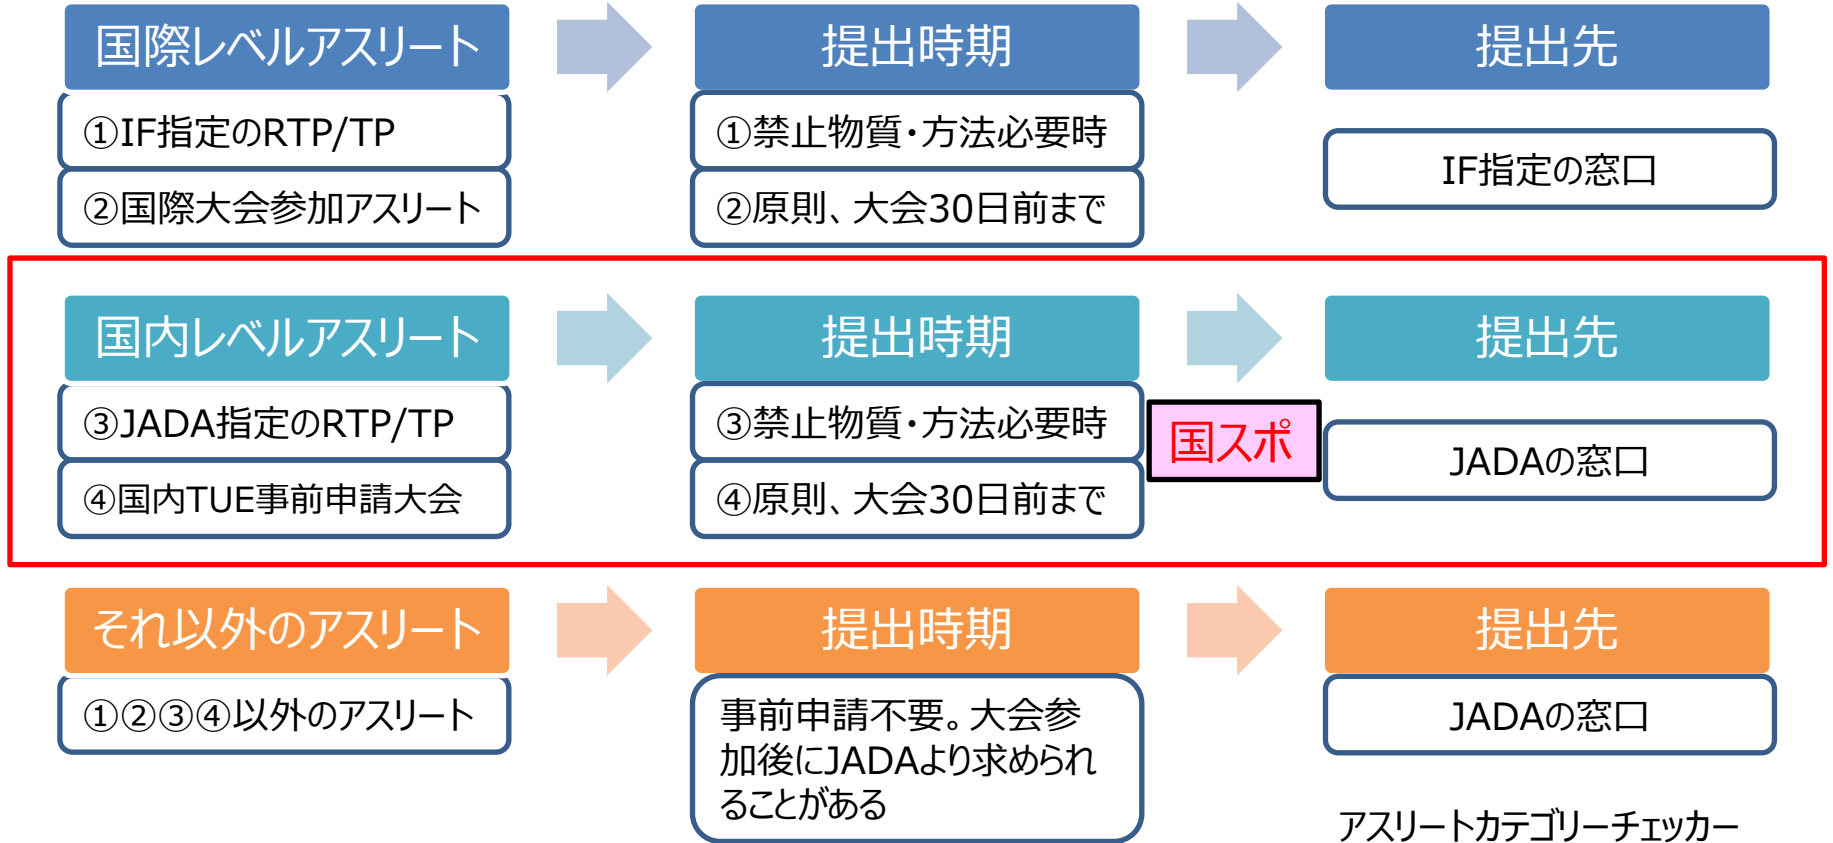 国際レベルアスリート
提出時期
提出先
①IF指定のRTP/TP
①禁止物質・方法必要時
IF指定の窓口
②国際大会参加アスリート
②原則、大会30日前まで
国内レベルアスリート
提出時期
提出先
③JADA指定のRTP/TP
③禁止物質・方法必要時
国スポ
JADAの窓口
④国内TUE事前申請大会
④原則、大会30日前まで
それ以外のアスリート
提出時期
提出先
①②③④以外のアスリート
事前申請不要。大会参
加後にJADAより求められ
ることがある
JADAの窓口
アスリートカテゴリーチェッカー